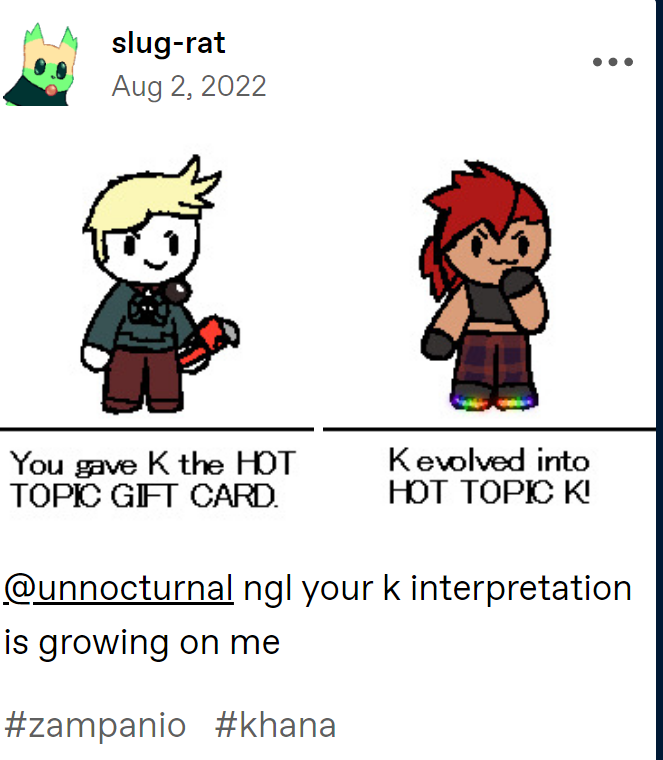 slug-rat
Aug 2, 2022
You gave K the HOT
TOPIC GIFT CARD.
K evolved into
HOT TOPIC K!
@unnocturnal ngl your k interpretation
is growing on me
#zampanio #khana